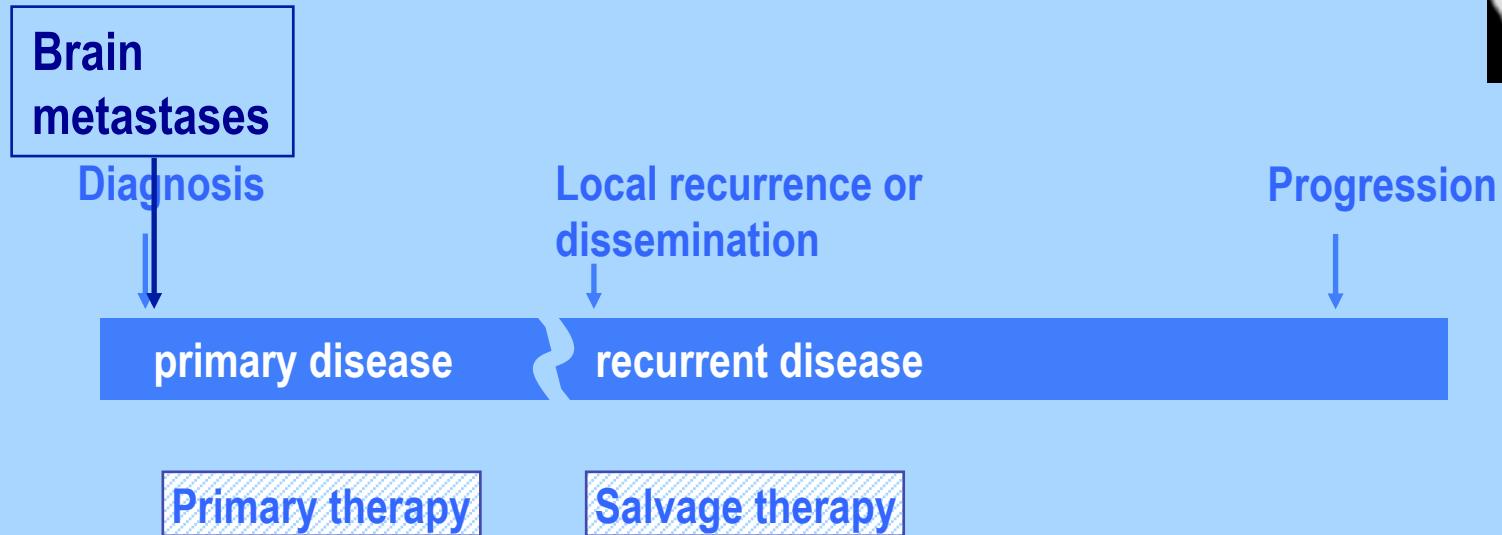 Brain
metastases
Diagnosis
Local recurrence or
dissemination
Progression
primary disease
recurrent disease
Primary therapy
Salvage therapy